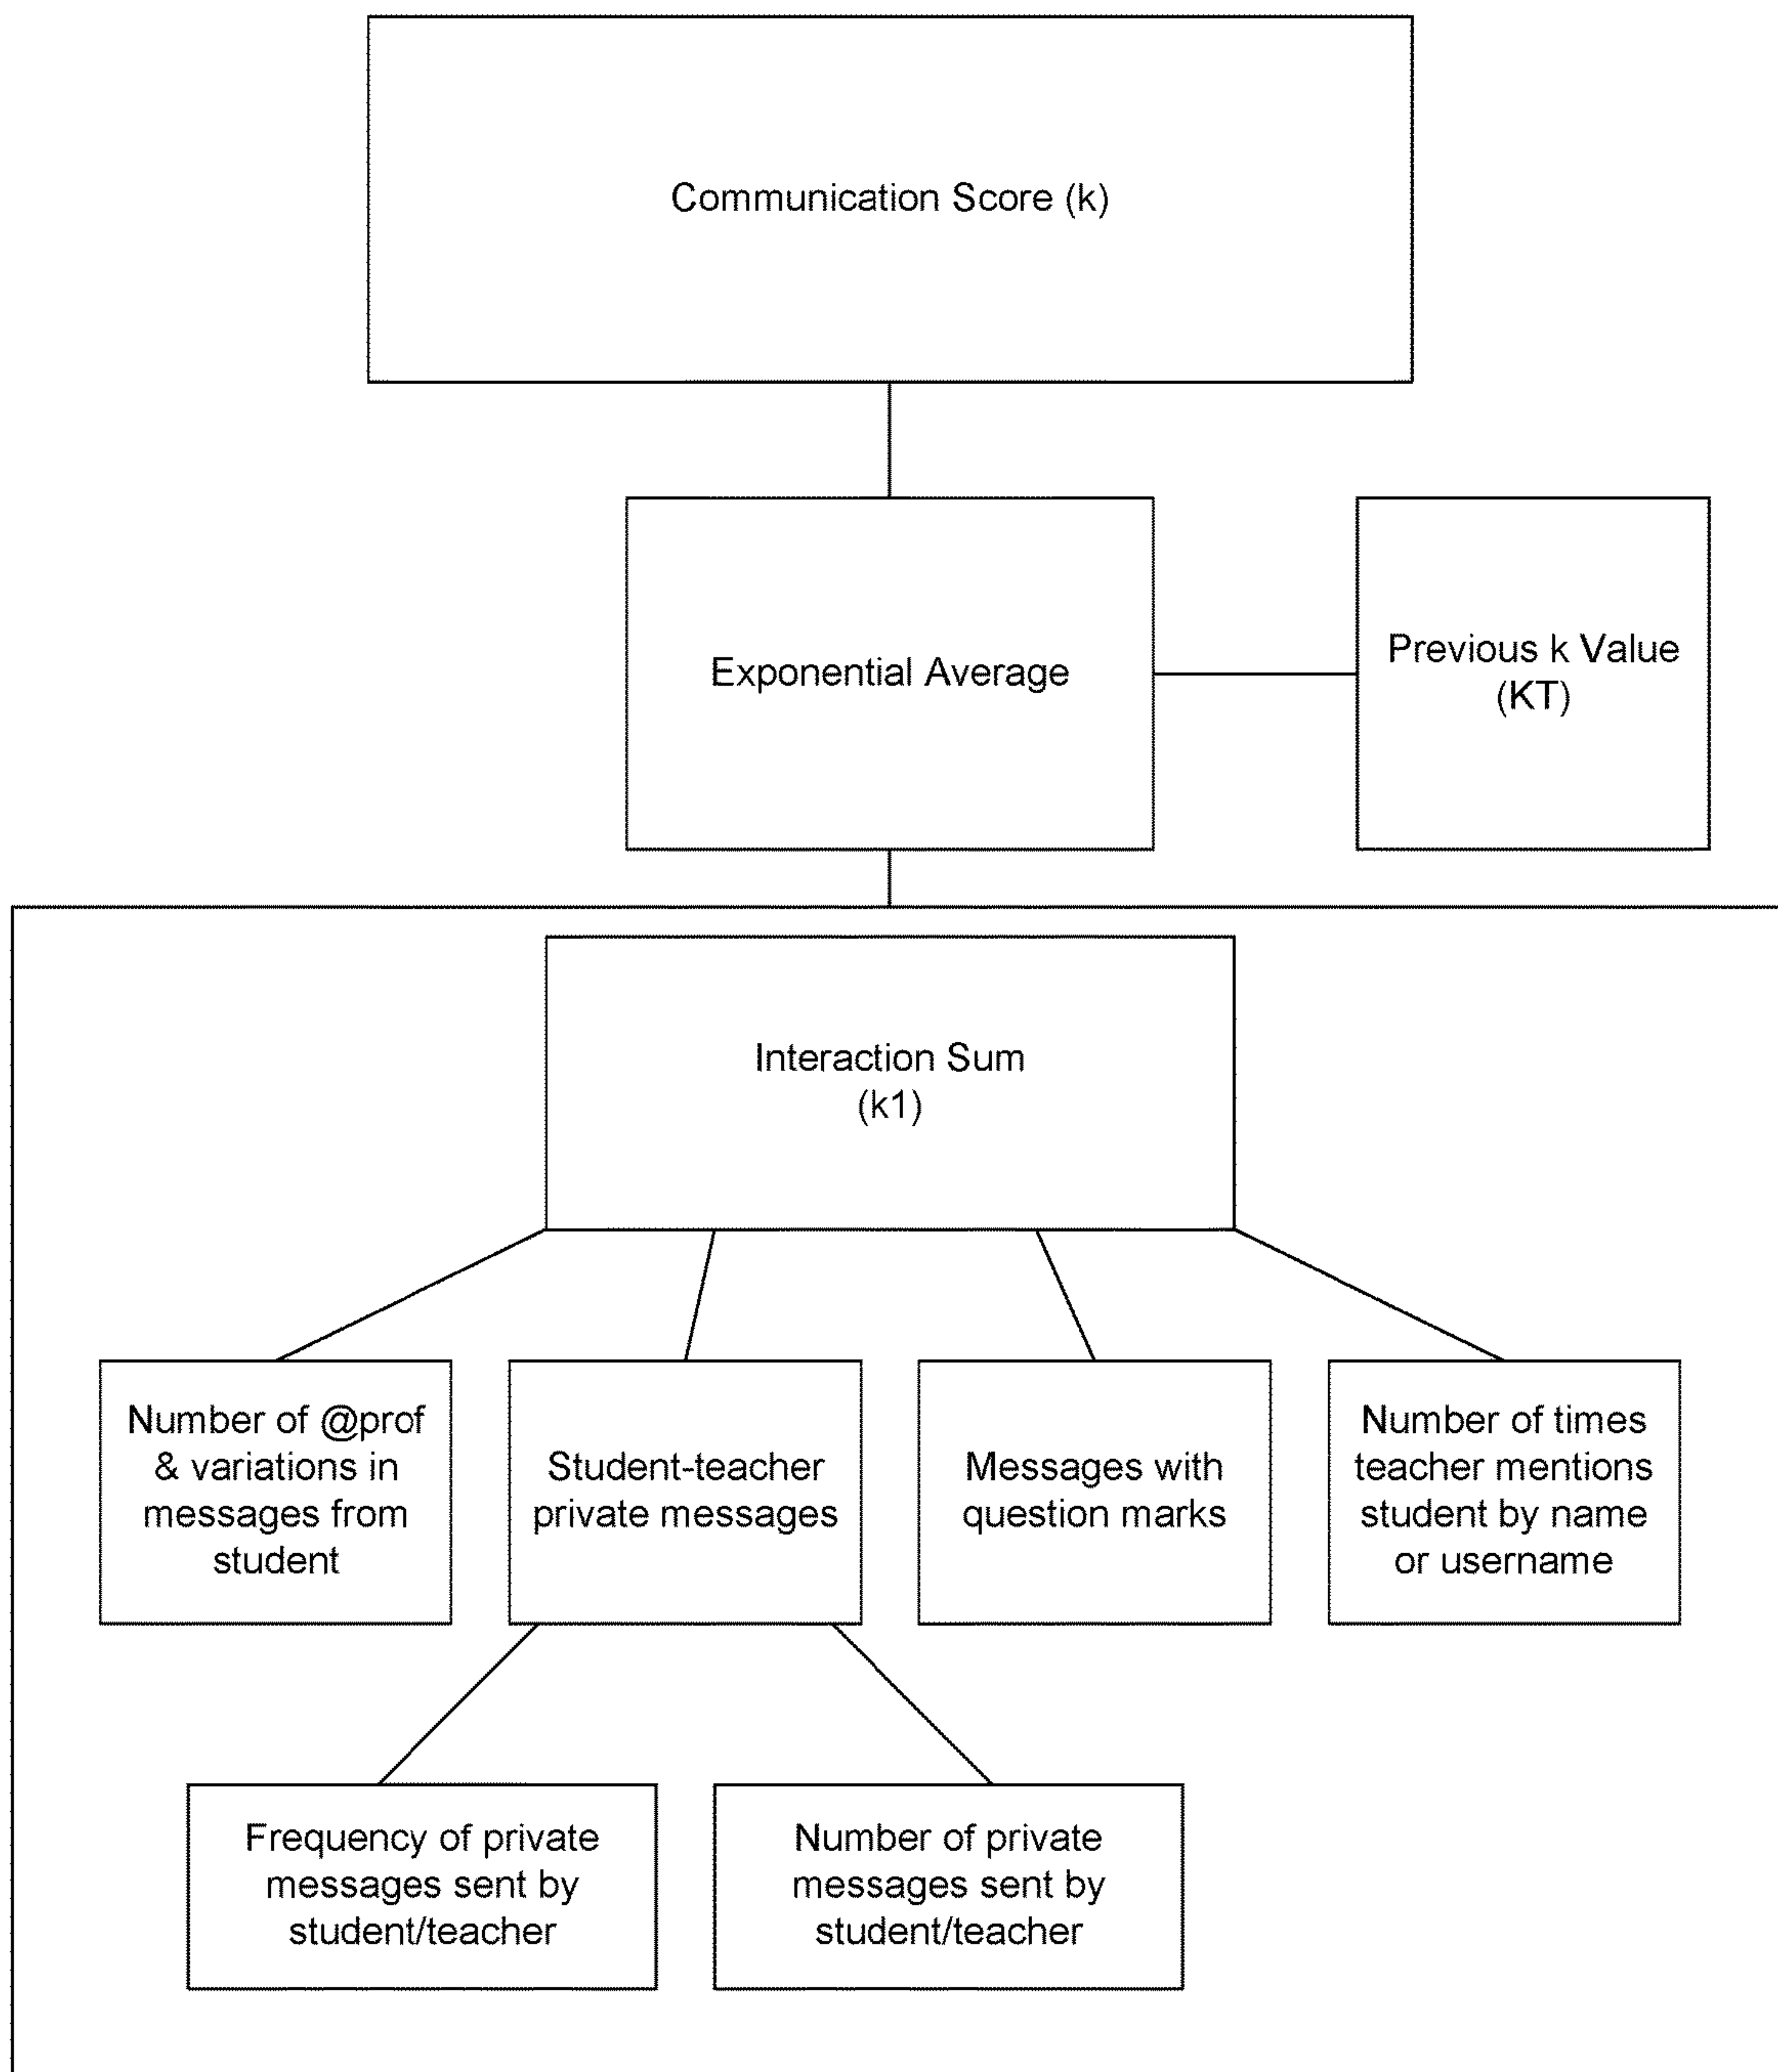 Communication Score (k)
Exponential Average
Previous k Value
(KT)
Interaction Sum
(k1)
Number of @prof
& variations in
messages from
student
Student-teacher
private messages
Messages with
question marks
Number of times
teacher mentions
student by name
or username
Frequency of private
messages sent by
student/teacher
Number of private
messages sent by
student/teacher